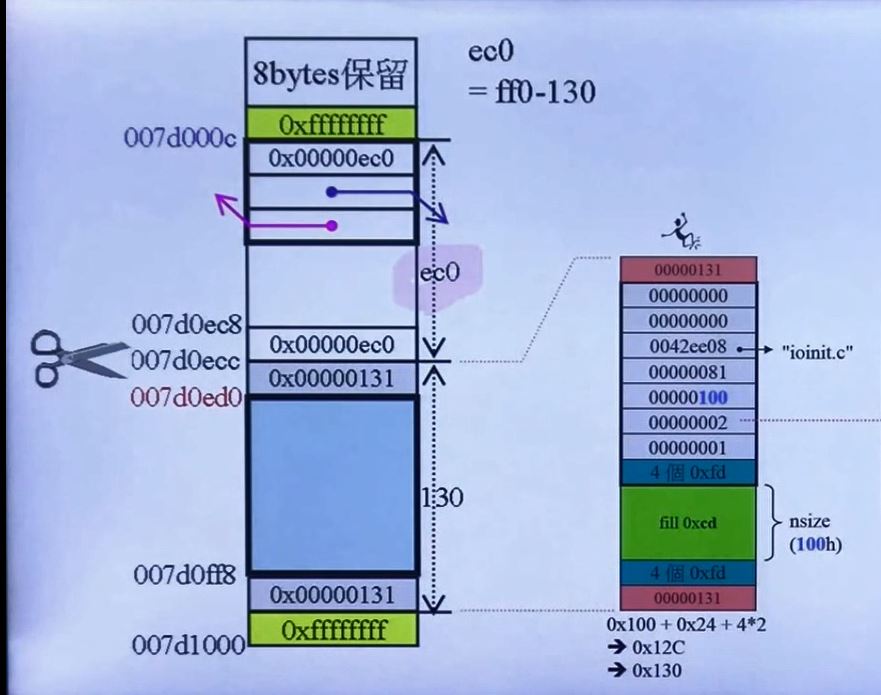 ec0
= ff0-130
8bytes保留
0xffffffff
007d000c
0x00000ec0
ec0
007d0ec8
0x00000ec0
007d0ecc
0x00000131
007d0ed0
130
007d0ff8
0x00000131
0xffffffff
007d1000
00000131
00000000
00000000
0042ee08
"ioinit.c"
00000081
00000100
00000002
00000001
4 個 0xfd
fill 0xcd
nsize
(100h)
4 個 0xfd
00000131
0x100 + 0x24 + 4*2
➔ 0x12C
➔ 0x130